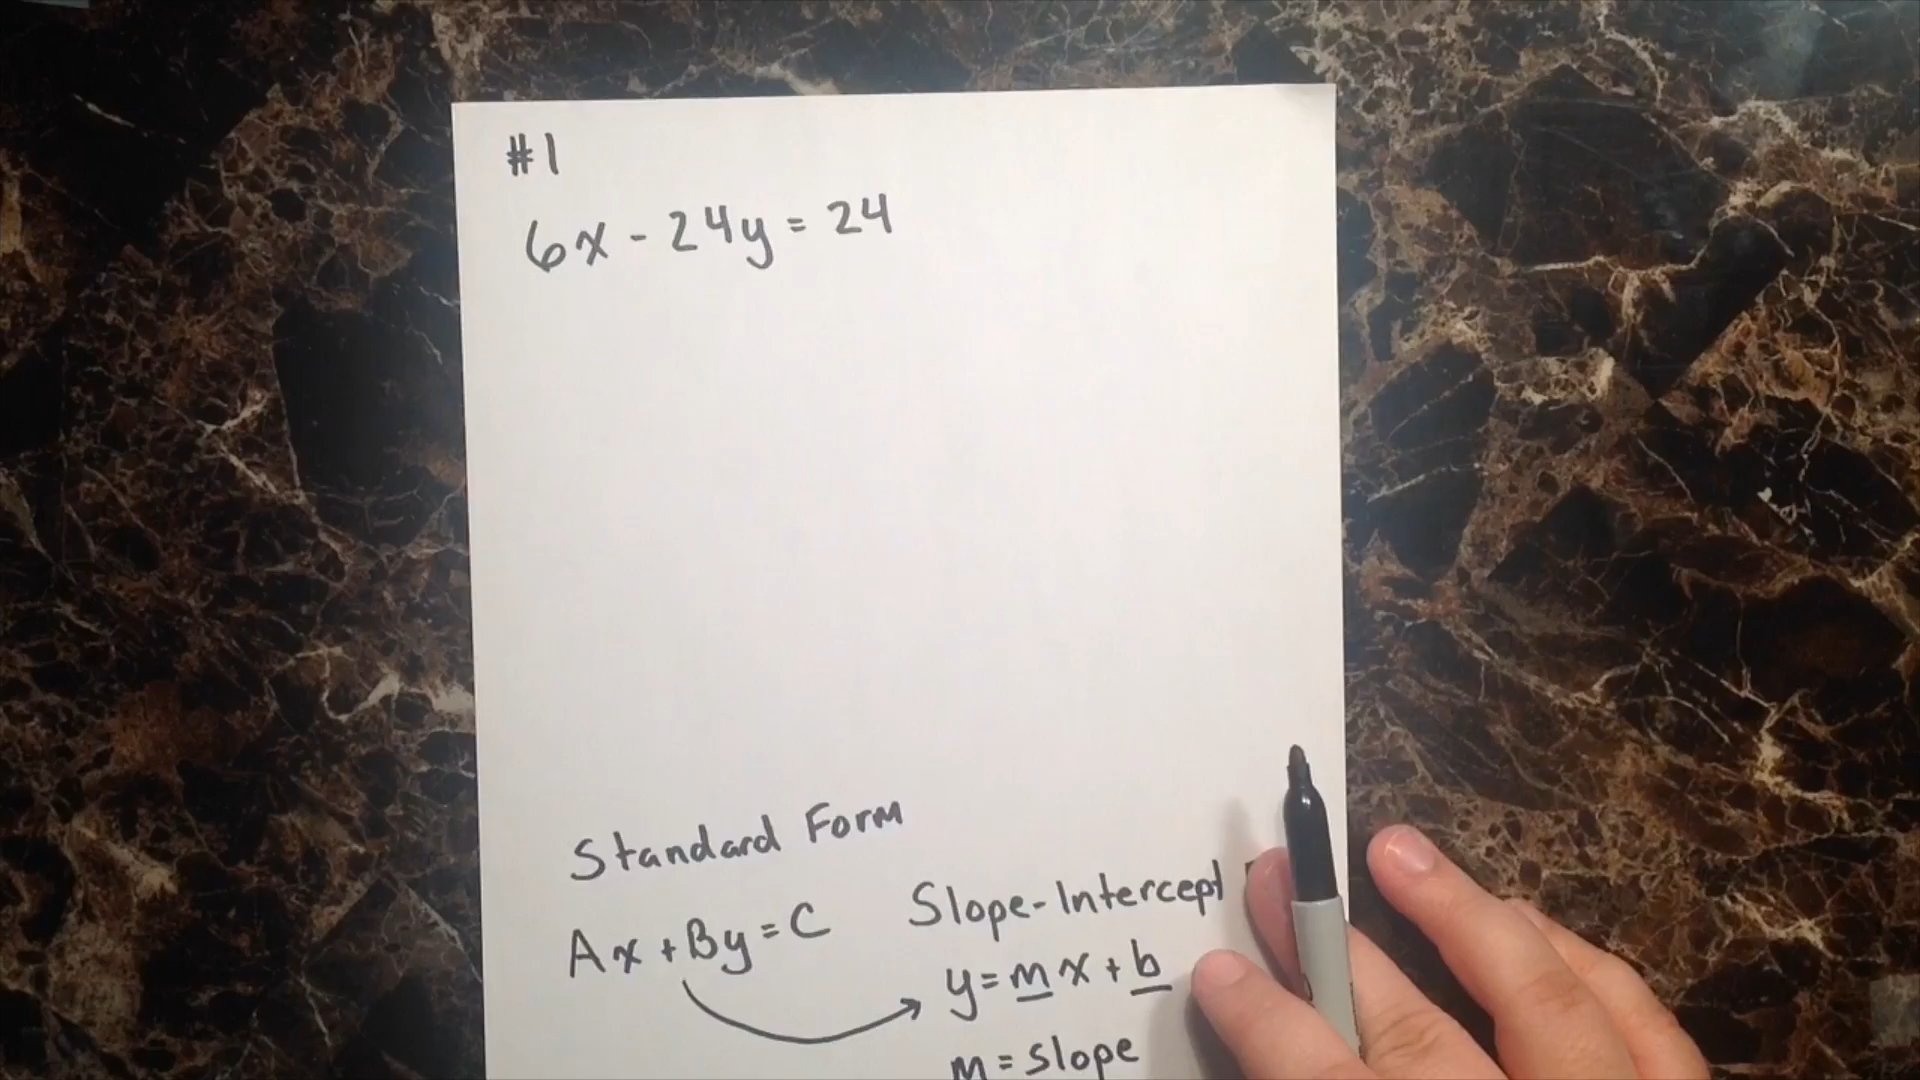 #1
6x - 24y = 24
Standard Form
Ax + By = C
Slope-Intercept
y = mx + b
m = slope